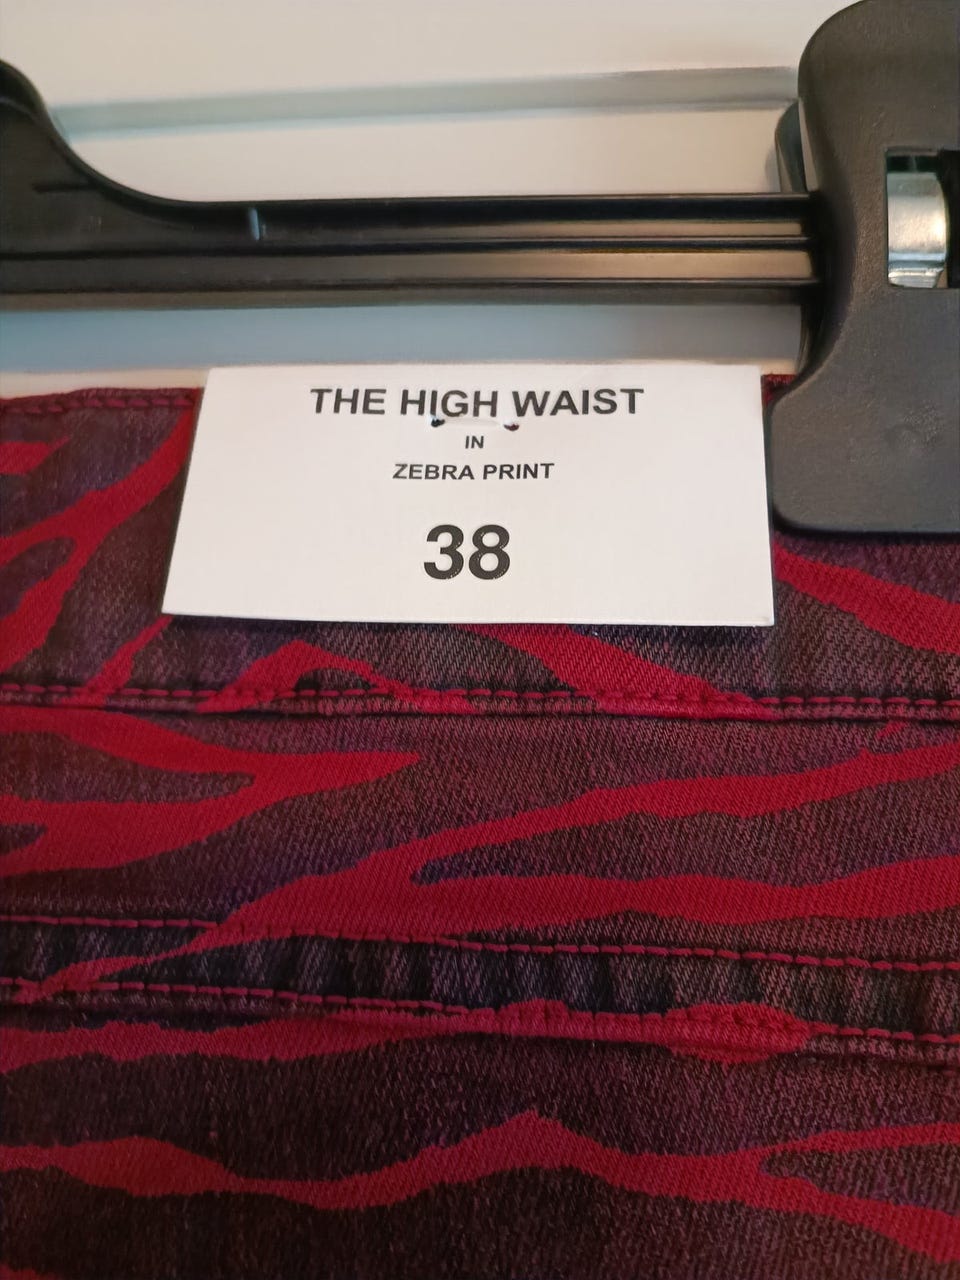 THE HIGH WAIST
IN
ZEBRA PRINT
38